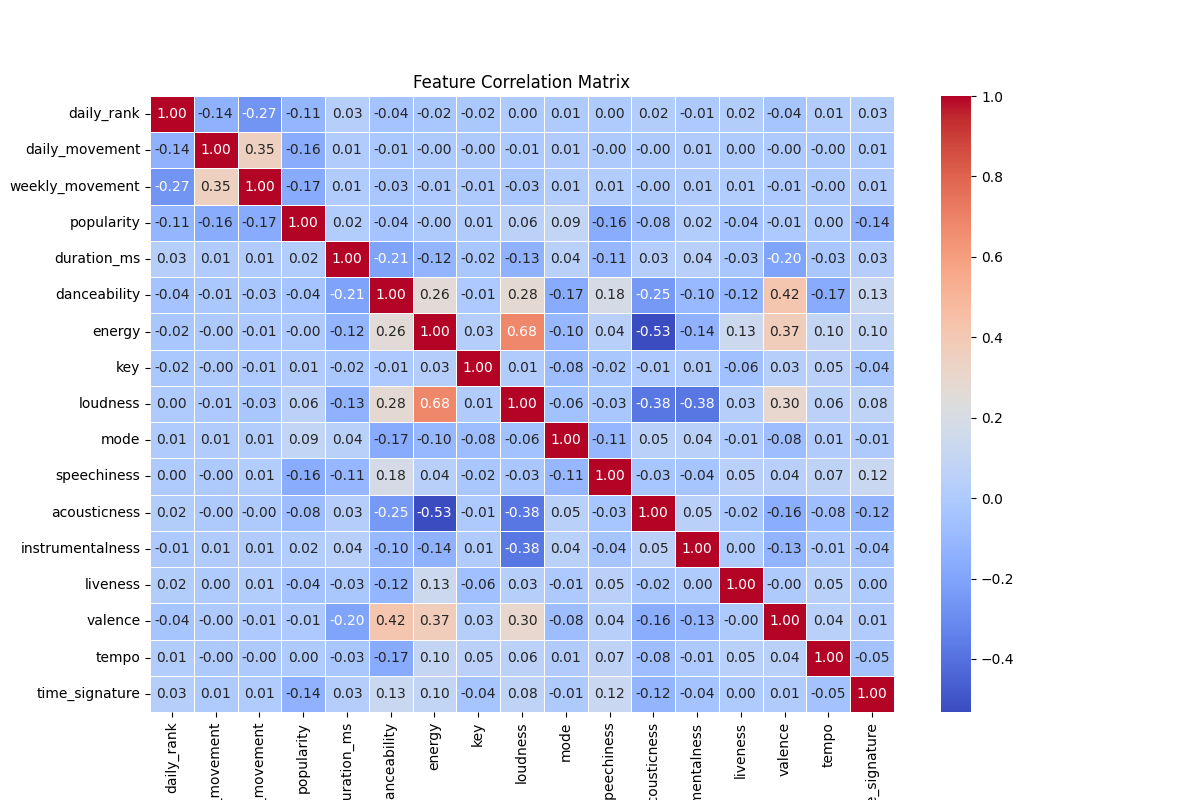 Feature Correlation Matrix
daily_rank 1.00 -0.14 -0.27 -0.11 0.03 -0.04 -0.02 -0.02 0.00 0.01 0.00 0.02 -0.01 0.02 -0.04 0.01 0.03
daily_movement -0.14 1.00 0.35 -0.16 0.01 -0.01 -0.00 -0.00 -0.01 0.01 -0.00 -0.00 0.01 0.00 -0.00 -0.00 0.01
weekly_movement -0.27 0.35 1.00 -0.17 0.01 -0.03 -0.01 -0.01 -0.03 0.01 0.01 -0.00 0.01 0.01 -0.01 -0.00 0.01
popularity -0.11 -0.16 -0.17 1.00 0.02 -0.04 -0.00 0.01 0.06 0.09 -0.16 -0.08 0.02 -0.04 -0.01 0.00 -0.14
duration_ms 0.03 0.01 0.01 0.02 1.00 -0.21 -0.12 -0.02 -0.13 0.04 -0.11 0.03 0.04 -0.03 -0.20 -0.03 0.03
danceability -0.04 -0.01 -0.03 -0.04 -0.21 1.00 0.26 -0.01 0.28 -0.17 0.18 -0.25 -0.10 -0.12 0.42 -0.17 0.13
energy -0.02 -0.00 -0.01 -0.00 -0.12 0.26 1.00 0.03 0.68 -0.10 0.04 -0.53 -0.14 0.13 0.37 0.10 0.10
key -0.02 -0.00 -0.01 0.01 -0.02 -0.01 0.03 1.00 0.01 -0.08 -0.02 -0.01 0.01 -0.06 0.03 0.05 -0.04
loudness 0.00 -0.01 -0.03 0.06 -0.13 0.28 0.68 0.01 1.00 -0.06 -0.03 -0.38 -0.38 0.03 0.30 0.06 0.08
mode 0.01 0.01 0.01 0.09 0.04 -0.17 -0.10 -0.08 -0.06 1.00 -0.11 0.05 0.04 -0.01 -0.08 0.01 -0.01
speechiness 0.00 -0.00 0.01 -0.16 -0.11 0.18 0.04 -0.02 -0.03 -0.11 1.00 -0.03 -0.04 0.05 0.04 0.07 0.12
acousticness 0.02 -0.00 -0.00 -0.08 0.03 -0.25 -0.53 -0.01 -0.38 0.05 -0.03 1.00 0.05 -0.02 -0.16 -0.08 -0.12
instrumentalness -0.01 0.01 0.01 0.02 0.04 -0.10 -0.14 0.01 -0.38 0.04 -0.04 0.05 1.00 0.00 -0.13 -0.01 -0.04
liveness 0.02 0.00 0.01 -0.04 -0.03 -0.12 0.13 -0.06 0.03 -0.01 0.05 -0.02 0.00 1.00 -0.00 0.05 0.00
valence -0.04 -0.00 -0.01 -0.01 -0.20 0.42 0.37 0.03 0.30 -0.08 0.04 -0.16 -0.13 -0.00 1.00 0.04 0.01
tempo 0.01 -0.00 -0.00 0.00 -0.03 -0.17 0.10 0.05 0.06 0.01 0.07 -0.08 -0.01 0.05 0.04 1.00 -0.05
time_signature 0.03 0.01 0.01 -0.14 0.03 0.13 0.10 -0.04 0.08 -0.01 0.12 -0.12 -0.04 0.00 0.01 -0.05 1.00
daily_rank
_movement
_movement
popularity
uration_ms
anceability
energy
key
loudness
mode
peechiness
cousticness
mentalness
liveness
valence
tempo
e_signature
1.0
0.8
0.6
0.4
0.2
0.0
−0.2
−0.4